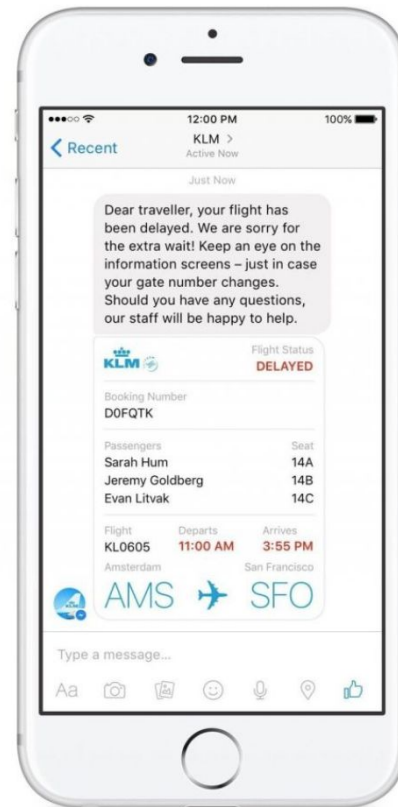 12:00 PM
100%
Recent
KLM >
Active Now
Just Now
Dear traveller, your flight has
been delayed. We are sorry for
the extra wait! Keep an eye on the
information screens – just in case
your gate number changes.
Should you have any questions,
our staff will be happy to help.
KLM
Flight Status
DELAYED
Booking Number
D0FQTK
Passengers Seat
Sarah Hum 14A
Jeremy Goldberg 14B
Evan Litvak 14C
Flight Departs Arrives
KL0605 11:00 AM 3:55 PM
Amsterdam San Francisco
AMS SFO
Type a message...
Aa